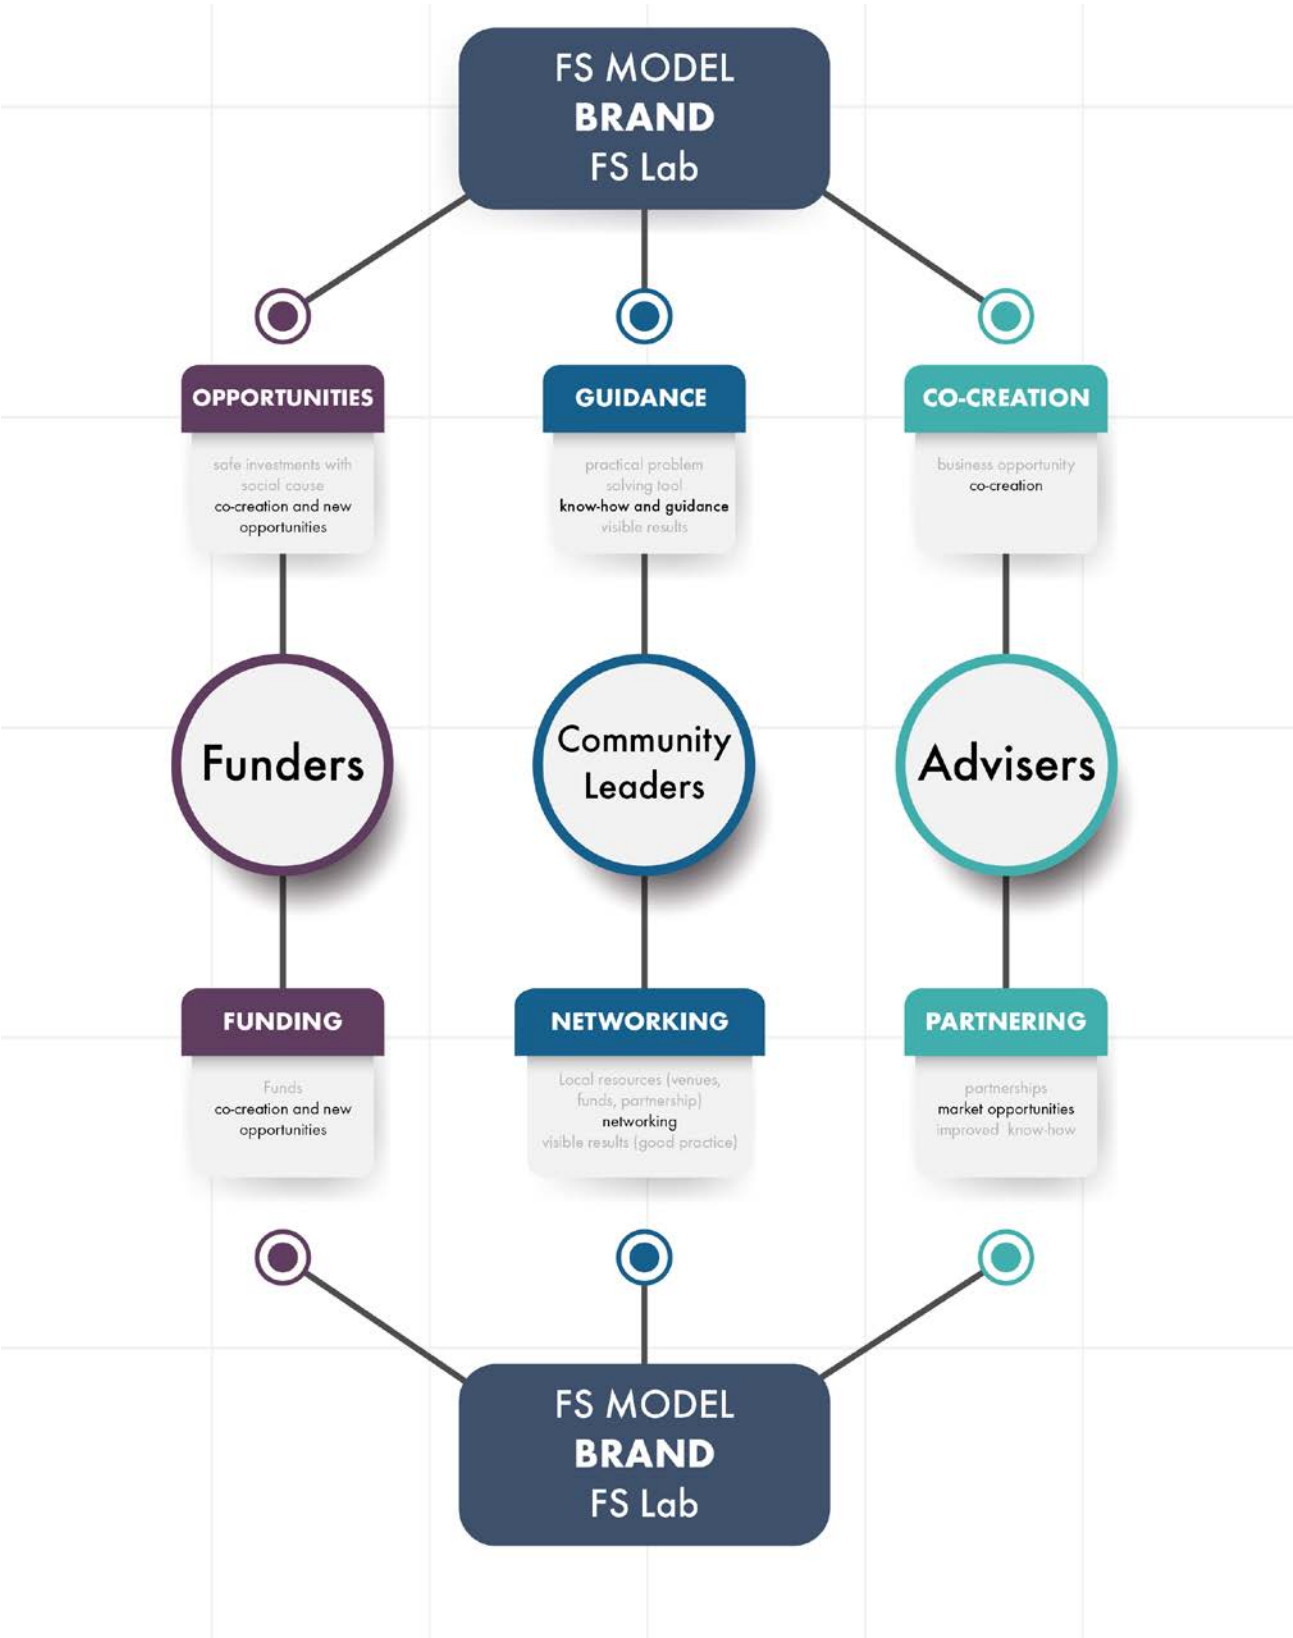 FS MODEL
BRAND
FS Lab
OPPORTUNITIES
safe investments with
social cause
co-creation and new
opportunities
GUIDANCE
practical problem
solving tool
know-how and guidance
visible results
CO-CREATION
business opportunity
co-creation
Funders
Community
Leaders
Advisers
FUNDING
Funds
co-creation and new
opportunities
NETWORKING
Local resources (venues,
funds, partnership)
networking
visible results (good practice)
PARTNERING
partnerships
market opportunities
improved know-how
FS MODEL
BRAND
FS Lab